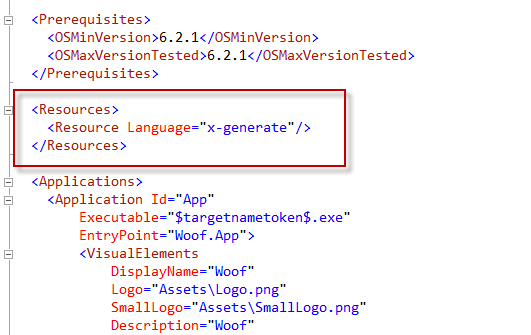 <Prerequisites>
<OSMinVersion>6.2.1</OSMinVersion>
<OSMaxVersionTested>6.2.1</OSMaxVersionTested>
</Prerequisites>
<Resources>
<Resource Language="x-generate"/>
</Resources>
<Applications>
<Application Id="App"
Executable="$targetnametoken$.exe"
EntryPoint="Woof.App">
<VisualElements
DisplayName="Woof"
Logo="Assets\Logo.png"
SmallLogo="Assets\SmallLogo.png"
Description="Woof"